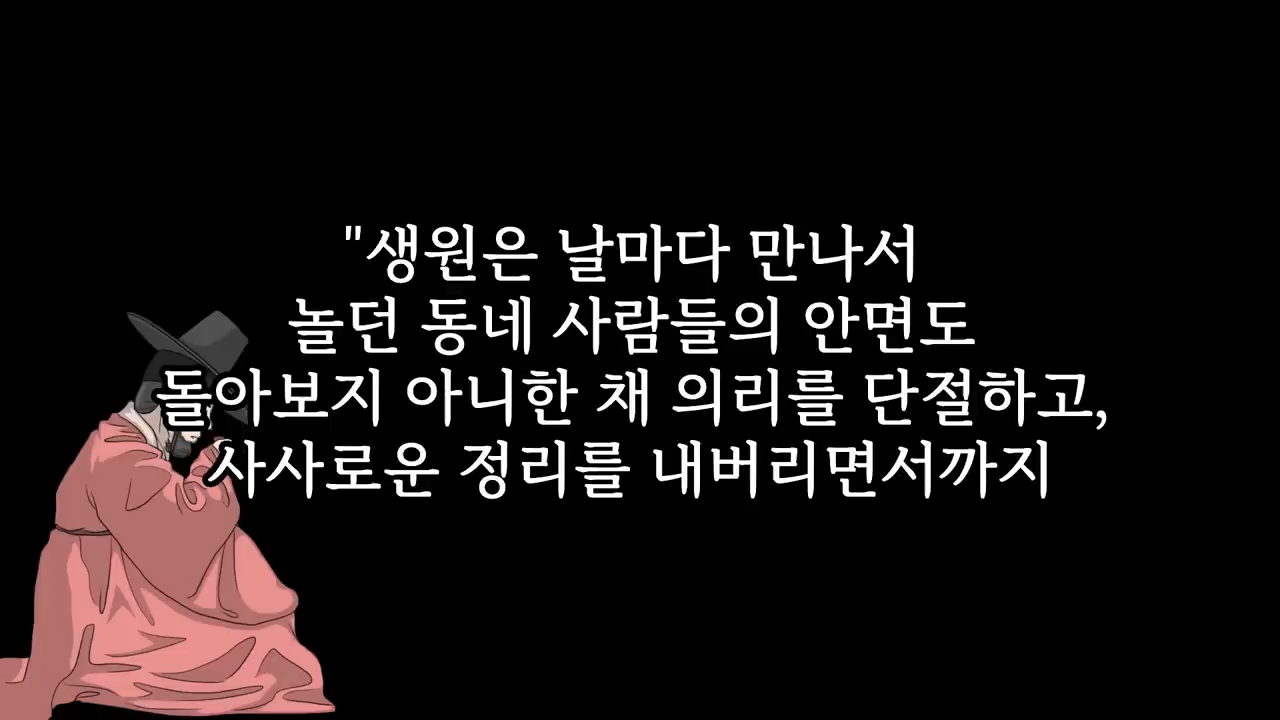 "생원은 날마다 만나서
놀던 동네 사람들의 안면도
돌아보지 아니한 채 의리를 단절하고,
사사로운 정리를 내버리면서까지